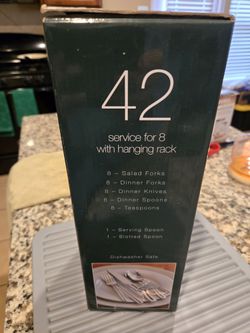 42
service for 8
with hanging rack
8 – Salad Forks
8 – Dinner Forks
8 – Dinner Knives
8 – Dinner Spoons
8 – Teaspoons
1 – Serving Spoon
1 – Slotted Spoon
Dishwasher Safe